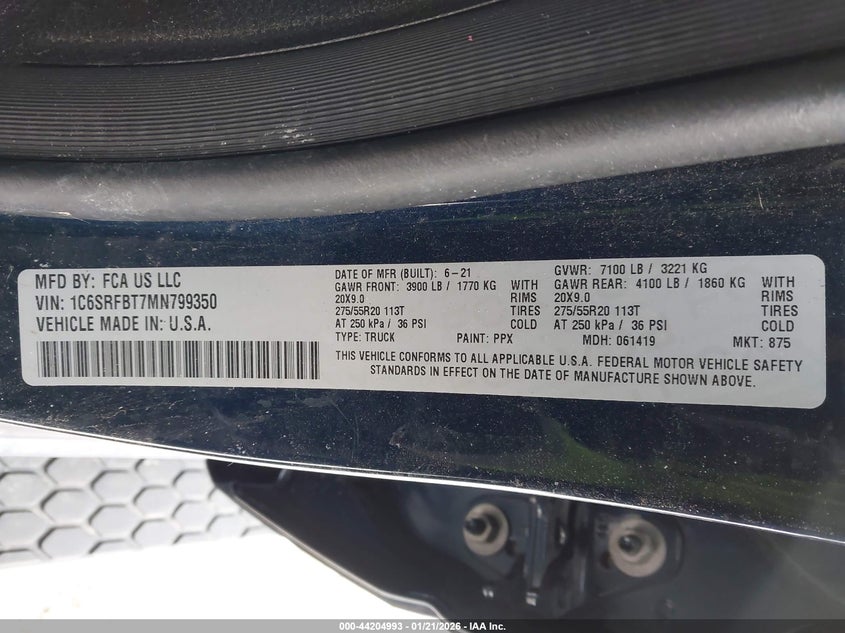 MFD BY: FCA US LLC
VIN: 1C6SRFBT7MN799350
VEHICLE MADE IN: U.S.A.
DATE OF MFR (BUILT): 6-21
GVWR: 7100 LB / 3221 KG
GAWR FRONT: 3900 LB / 1770 KG WITH
GAWR REAR: 4100 LB / 1860 KG WITH
20X9.0 RIMS
20X9.0 RIMS
275/55R20 113T TIRES
275/55R20 113T TIRES
AT 250 kPa / 36 PSI COLD
AT 250 kPa / 36 PSI COLD
TYPE: TRUCK PAINT: PPX MDH: 061419 MKT: 875
THIS VEHICLE CONFORMS TO ALL APPLICABLE U.S.A. FEDERAL MOTOR VEHICLE SAFETY
STANDARDS IN EFFECT ON THE DATE OF MANUFACTURE SHOWN ABOVE.
000-44204993 - 01/21/2026 - IAA Inc.